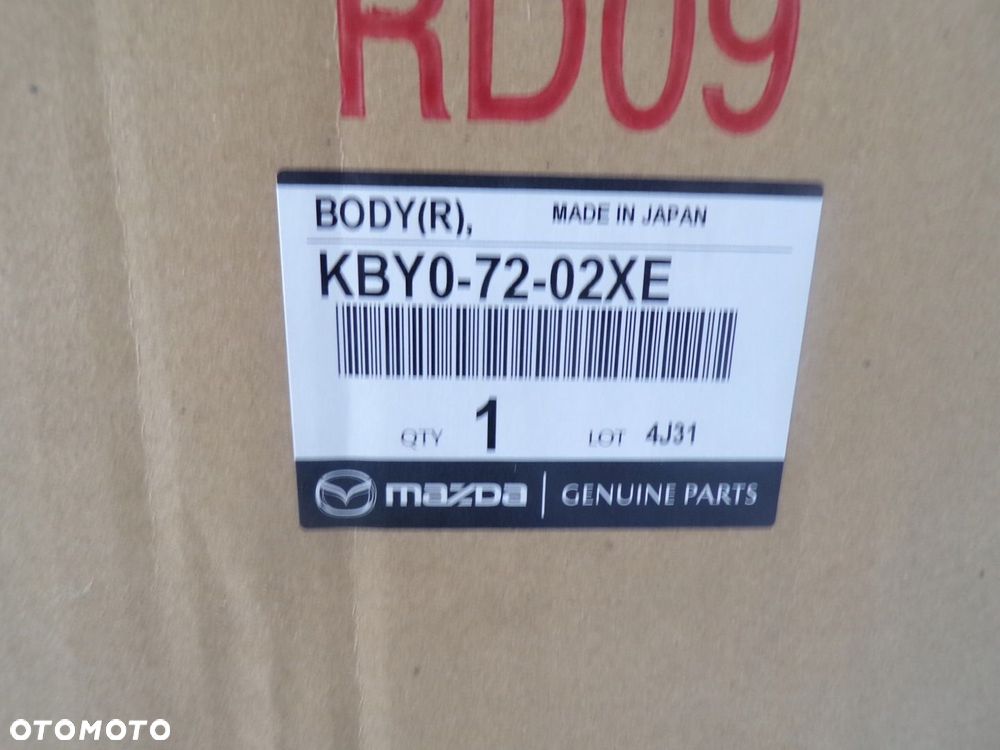 RD09
BODY(R), MADE IN JAPAN
KBY0-72-02XE
QTY 1 LOT 4J31
mazda GENUINE PARTS
OTOMOTO